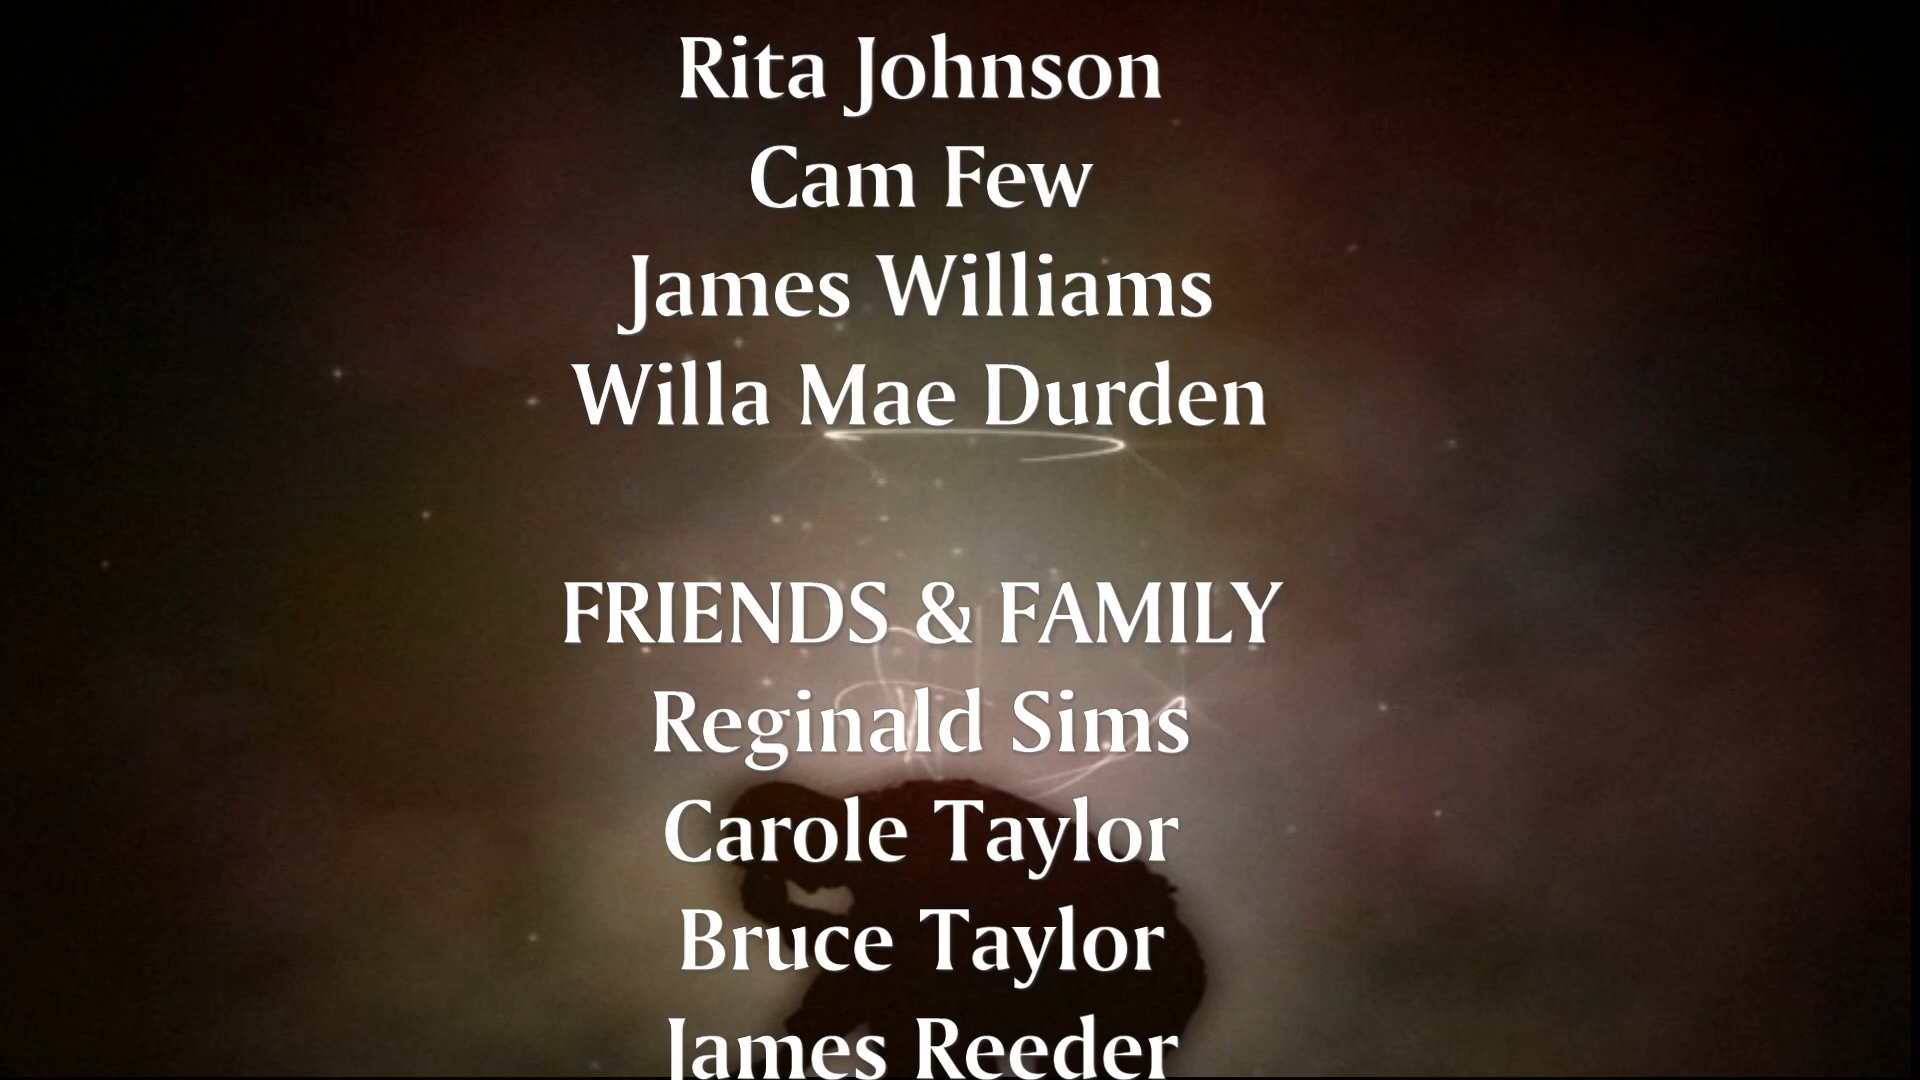 Rita Johnson
Cam Few
James Williams
Willa Mae Durden
FRIENDS & FAMILY
Reginald Sims
Carole Taylor
Bruce Taylor
James Reeder